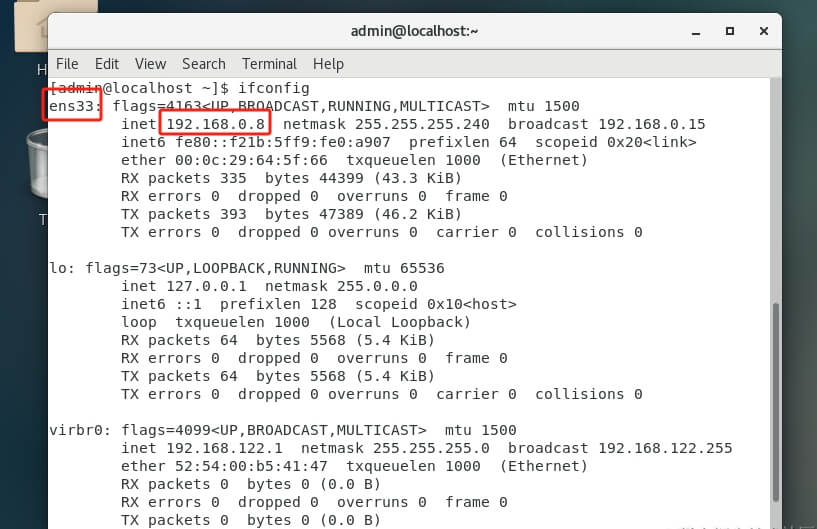 admin@localhost:~
File Edit View Search Terminal Help
[admin@localhost ~]$ ifconfig
ens33: flags=4163<UP,BROADCAST,RUNNING,MULTICAST>  mtu 1500
        inet 192.168.0.8  netmask 255.255.255.240  broadcast 192.168.0.15
        inet6 fe80::f21b:5ff9:fe0:a907  prefixlen 64  scopeid 0x20<link>
        ether 00:0c:29:64:5f:66  txqueuelen 1000  (Ethernet)
        RX packets 335  bytes 44399 (43.3 KiB)
        RX errors 0  dropped 0  overruns 0  frame 0
        TX packets 393  bytes 47389 (46.2 KiB)
        TX errors 0  dropped 0 overruns 0  carrier 0  collisions 0
lo: flags=73<UP,LOOPBACK,RUNNING>  mtu 65536
        inet 127.0.0.1  netmask 255.0.0.0
        inet6 ::1  prefixlen 128  scopeid 0x10<host>
        loop  txqueuelen 1000  (Local Loopback)
        RX packets 64  bytes 5568 (5.4 KiB)
        RX errors 0  dropped 0  overruns 0  frame 0
        TX packets 64  bytes 5568 (5.4 KiB)
        TX errors 0  dropped 0 overruns 0  carrier 0  collisions 0
virbr0: flags=4099<UP,BROADCAST,MULTICAST>  mtu 1500
        inet 192.168.122.1  netmask 255.255.255.0  broadcast 192.168.122.255
        ether 52:54:00:b5:41:47  txqueuelen 1000  (Ethernet)
        RX packets 0  bytes 0 (0.0 B)
        RX errors 0  dropped 0  overruns 0  frame 0
        TX packets 0  bytes 0 (0.0 B)